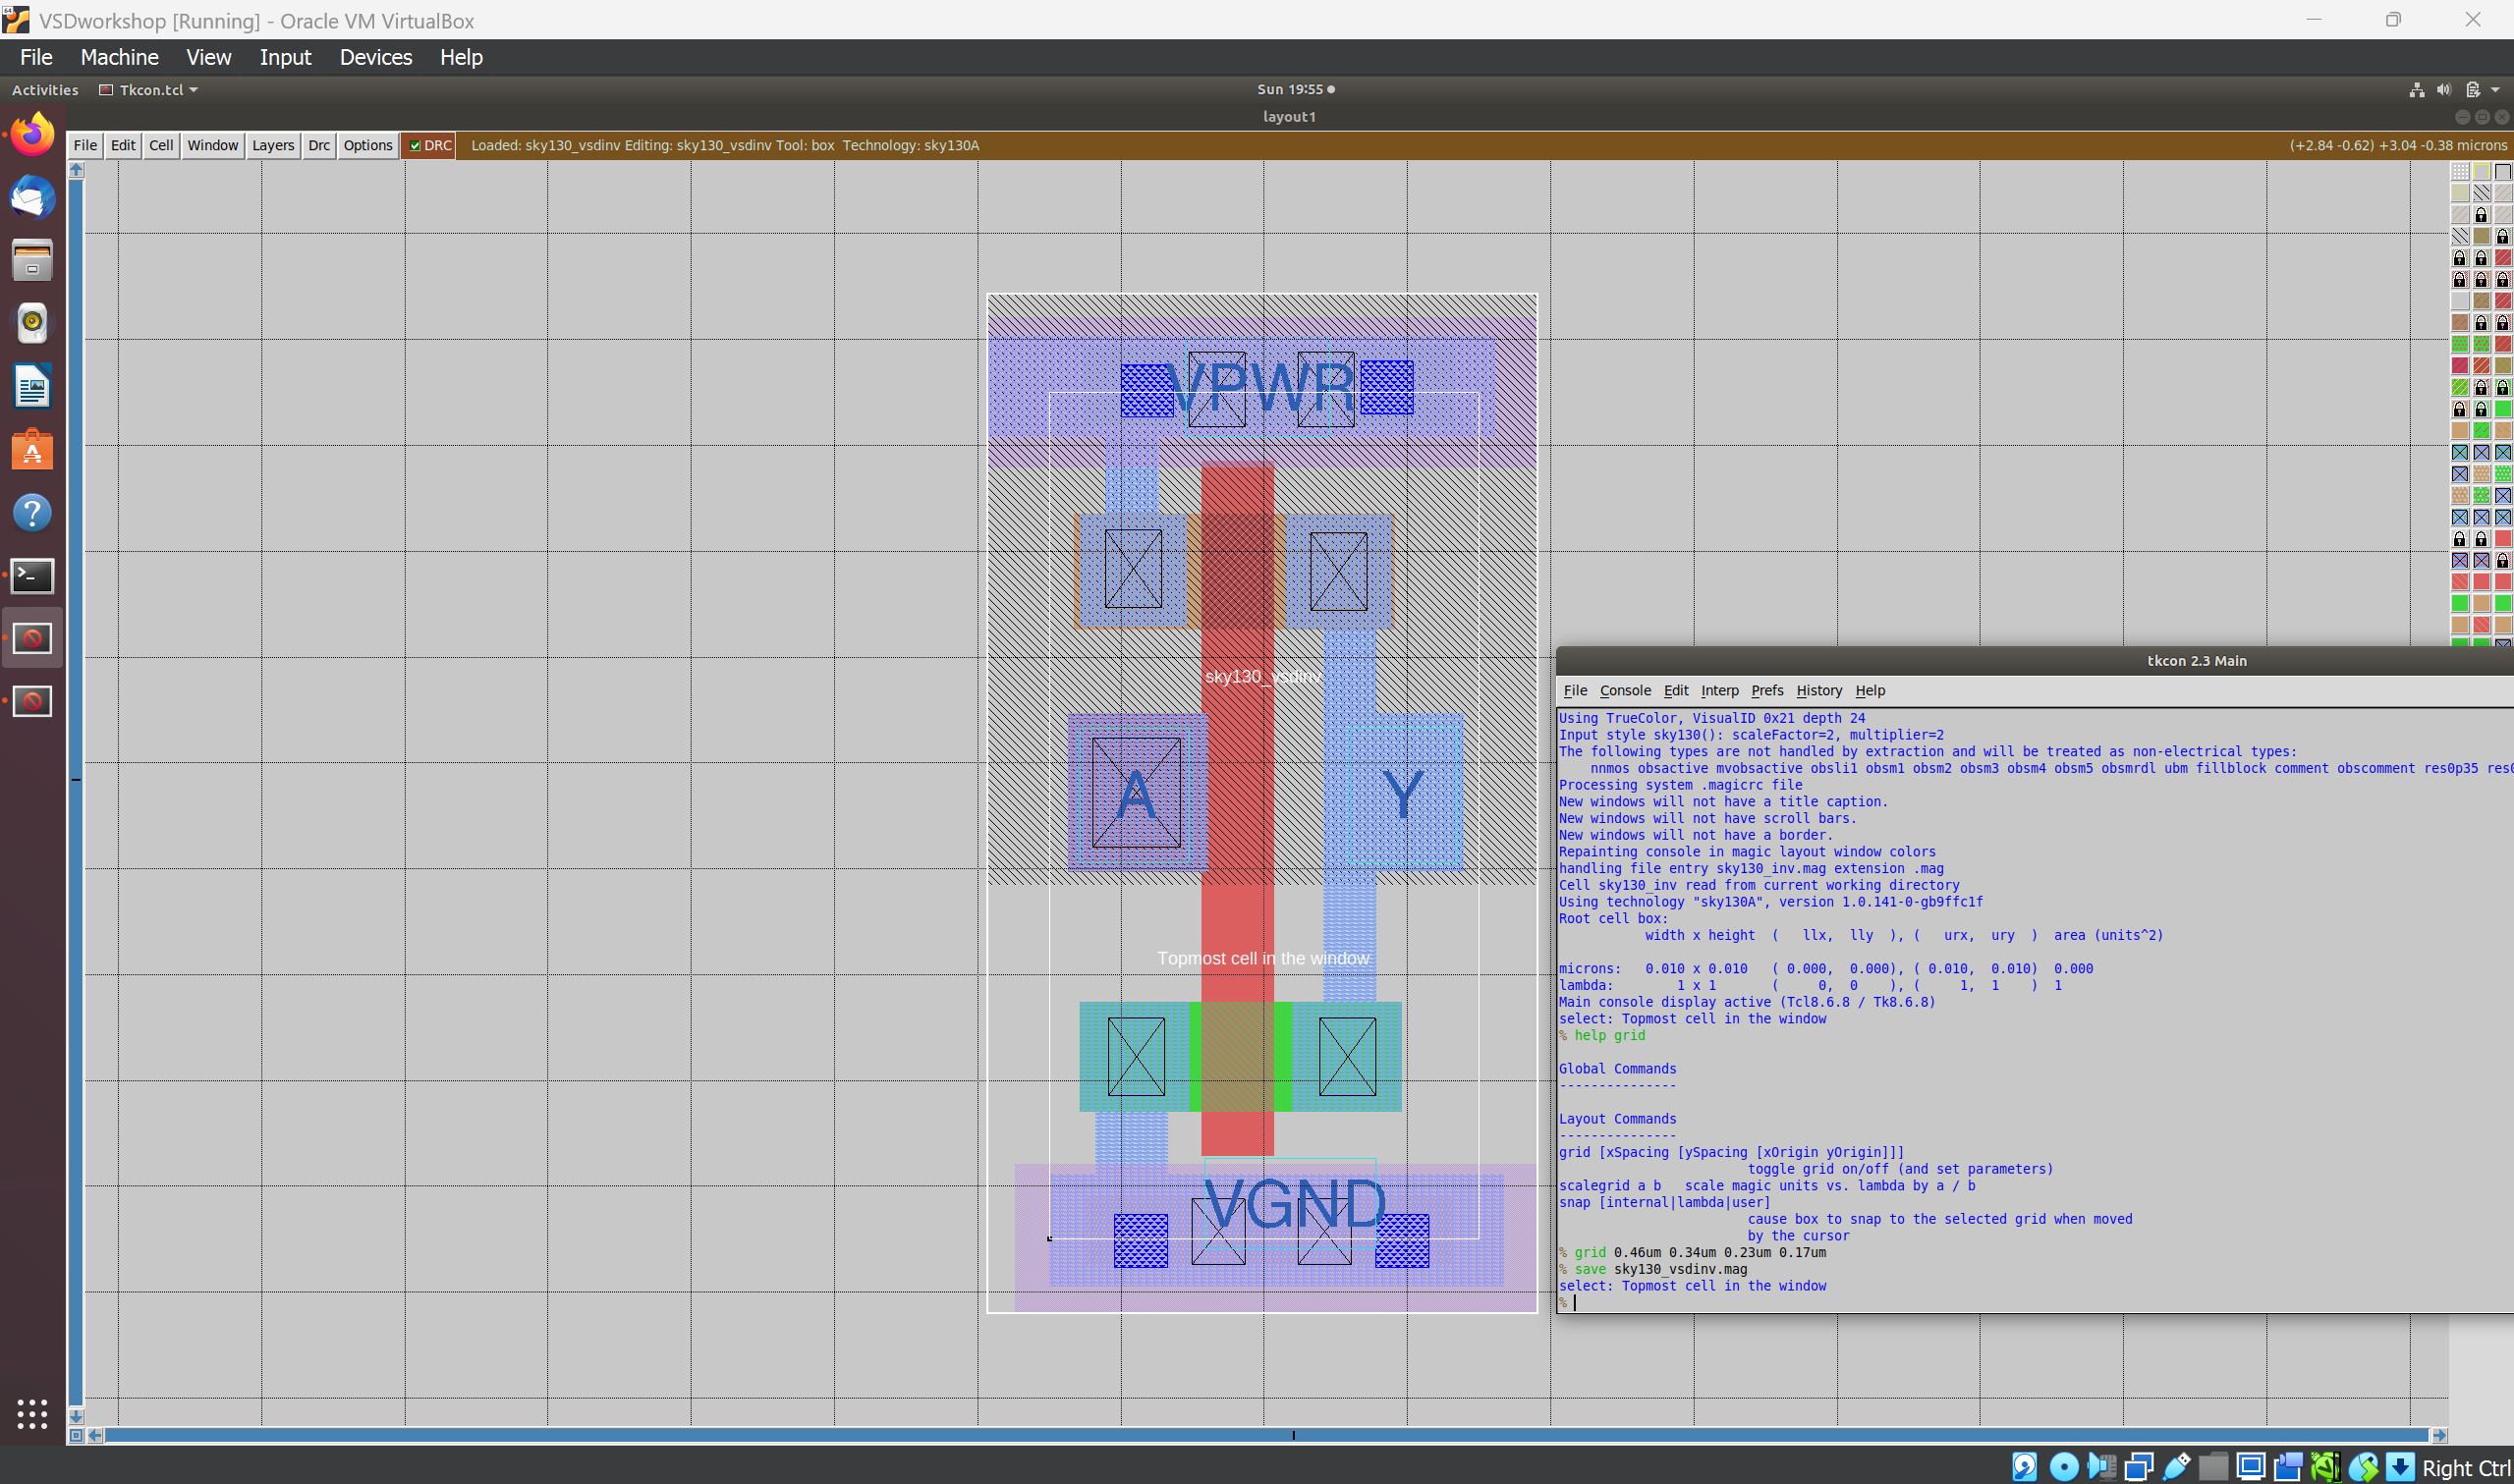 VSDworkshop [Running] - Oracle VM VirtualBox
File Machine View Input Devices Help
Activities Tkcon.tcl Sun 19:55
layout1
File Edit Cell Window Layers Drc Options DRC Loaded: sky130_vsdinv Editing: sky130_vsdinv Tool: box Technology: sky130A (+2.84 -0.62) +3.04 -0.38 microns
VPWR
sky130_vsdinv
A
Y
Topmost cell in the window
VGND
tkcon 2.3 Main
File Console Edit Interp Prefs History Help
Using TrueColor, VisualID 0x21 depth 24
Input style sky130(): scaleFactor=2, multiplier=2
The following types are not handled by extraction and will be treated as non-electrical types:
nnmos obsactive mvobsactive obsli1 obsm1 obsm2 obsm3 obsm4 obsm5 obsmrdl ubm fillblock comment obscomment res0p35
Processing system .magicrc file
New windows will not have a title caption.
New windows will not have scroll bars.
New windows will not have a border.
Repainting console in magic layout window colors
handling file entry sky130_inv.mag extension .mag
Cell sky130_inv read from current working directory
Using technology "sky130A", version 1.0.141-0-gb9ffc1f
Root cell box:
width x height ( llx, lly ), ( urx, ury ) area (units^2)
microns: 0.010 x 0.010 ( 0.000, 0.000), ( 0.010, 0.010) 0.000
lambda: 1 x 1 ( 0, 0 ), ( 1, 1 ) 1
Main console display active (Tcl8.6.8 / Tk8.6.8)
select: Topmost cell in the window
% help grid
Global Commands
---------------
Layout Commands
---------------
grid [xSpacing [ySpacing [xOrigin yOrigin]]]
toggle grid on/off (and set parameters)
scalegrid a b scale magic units vs. lambda by a / b
snap [internal|lambda|user]
cause box to snap to the selected grid when moved
by the cursor
% grid 0.46um 0.34um 0.23um 0.17um
% save sky130_vsdinv.mag
select: Topmost cell in the window
%
Right Ctrl